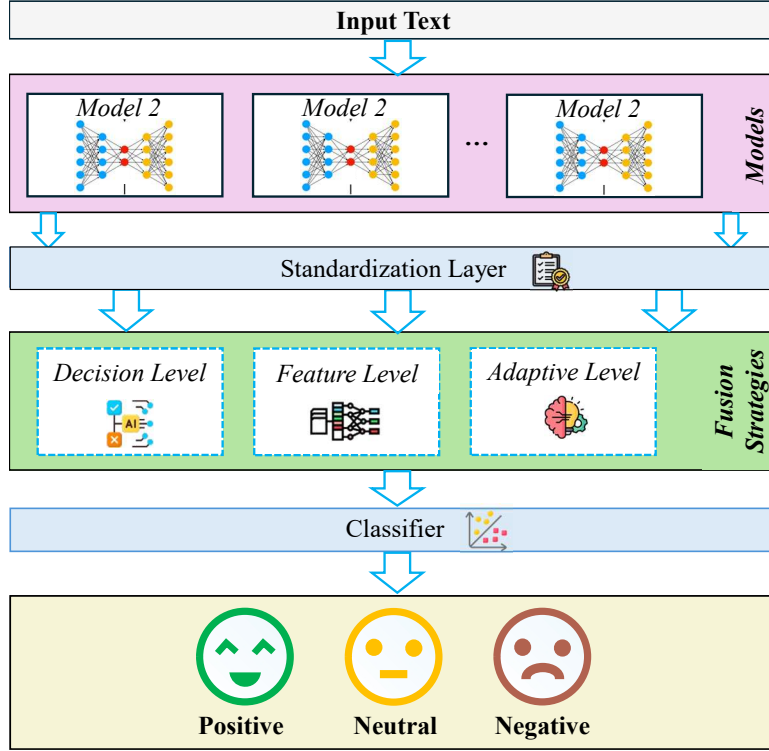 Input Text
Model 2
Model 2
...
Model 2
Models
Standardization Layer
Decision Level
Feature Level
Adaptive Level
AI
Fusion
Strategies
Classifier
Positive
Neutral
Negative